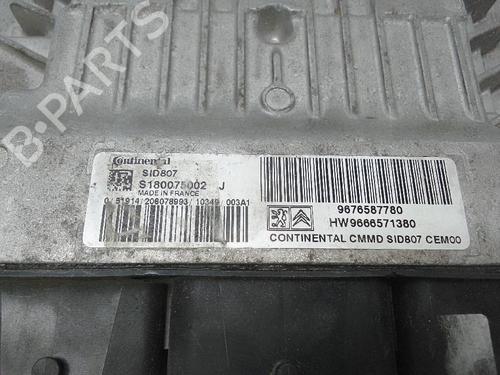 B-PARTS
Continental
SID807
S180075002 J
MADE IN FRANCE
9676587780
HW9666571380
CONTINENTAL CMMD SID807 CEM00